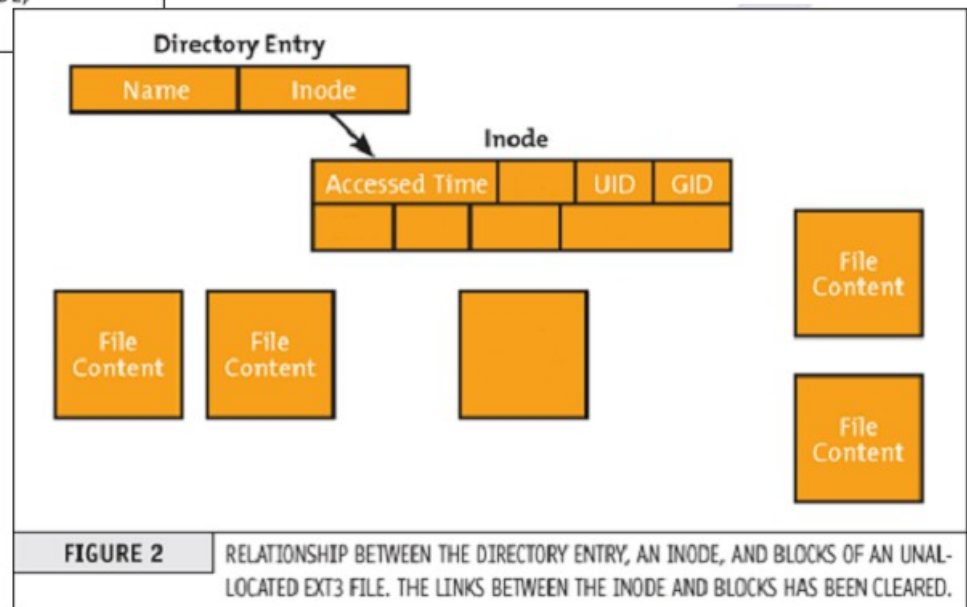 Directory Entry
Name Inode
Inode
Accessed Time UID GID
File
Content
File
Content
File
Content
File
Content
FIGURE 2
RELATIONSHIP BETWEEN THE DIRECTORY ENTRY, AN INODE, AND BLOCKS OF AN UNAL-
LOCATED EXT3 FILE. THE LINKS BETWEEN THE INODE AND BLOCKS HAS BEEN CLEARED.